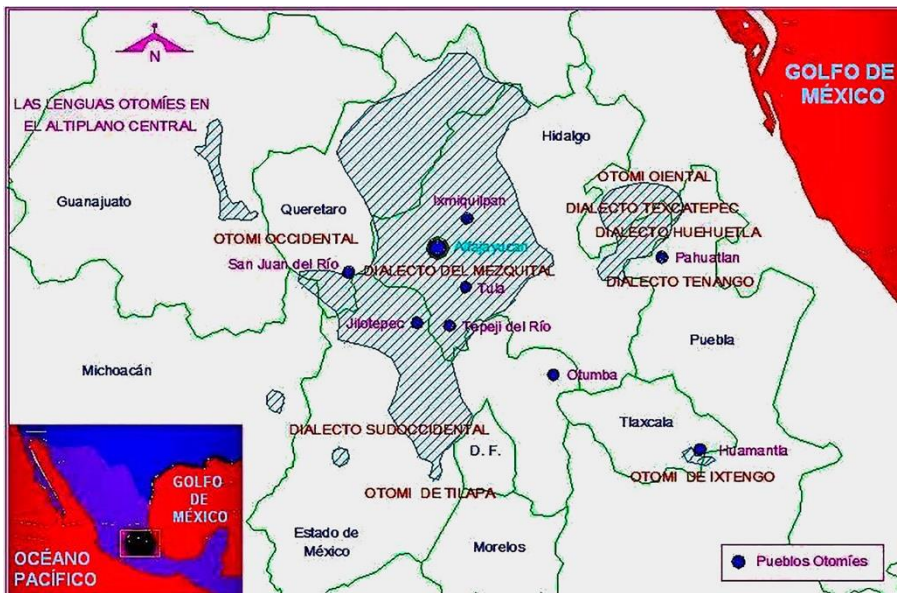 N
LAS LENGUAS OTOMÍES EN
EL ALTIPLANO CENTRAL
GOLFO DE
MÉXICO
Hidalgo
OTOMI OIENTAL
Guanajuato
Queretaro
Ixmiquilpan
DIALECTO TEXCATEPEC
OTOMI OCCIDENTAL
Alfajayucan
DIALECTO HUEHUETLA
San Juan del Río
DIALECTO DEL MEZQUITAL
Pahuatlan
Tula
DIALECTO TENANGO
Jilotepec
Tepeji del Río
Puebla
Michoacán
Otumba
DIALECTO SUDOCCIDENTAL
Tlaxcala
D. F.
Huamantla
OTOMI DE TILAPA
OTOMI DE IXTENGO
GOLFO
DE
MÉXICO
Estado de
México
Morelos
OCÉANO
PACÍFICO
Pueblos Otomíes